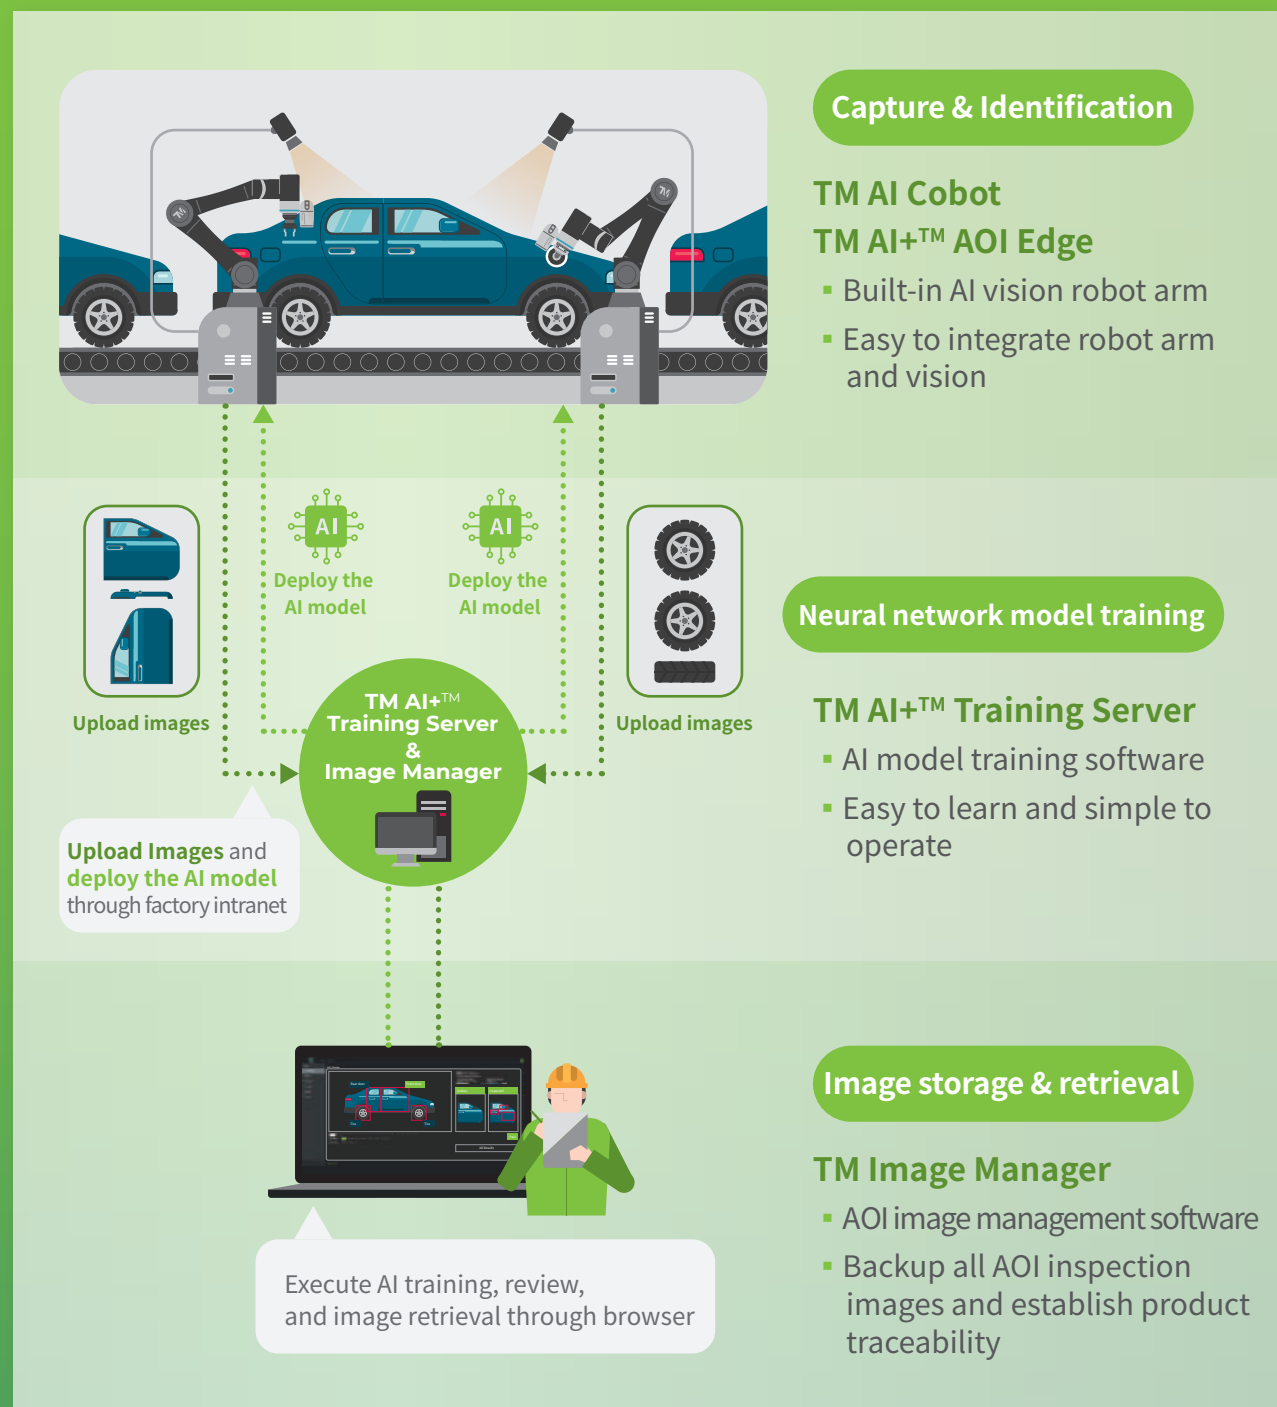 Capture & Identification
TM AI Cobot
TM AI+™ AOI Edge
▪ Built-in AI vision robot arm
▪ Easy to integrate robot arm
and vision
TM
TM
AI
Deploy the
AI model
AI
Deploy the
AI model
Upload images
Upload images
TM AI+™
Training Server
&
Image Manager
Upload Images and
deploy the AI model
through factory intranet
Neural network model training
TM AI+™ Training Server
▪ AI model training software
▪ Easy to learn and simple to
operate
Execute AI training, review,
and image retrieval through browser
Image storage & retrieval
TM Image Manager
▪ AOI image management software
▪ Backup all AOI inspection
images and establish product
traceability